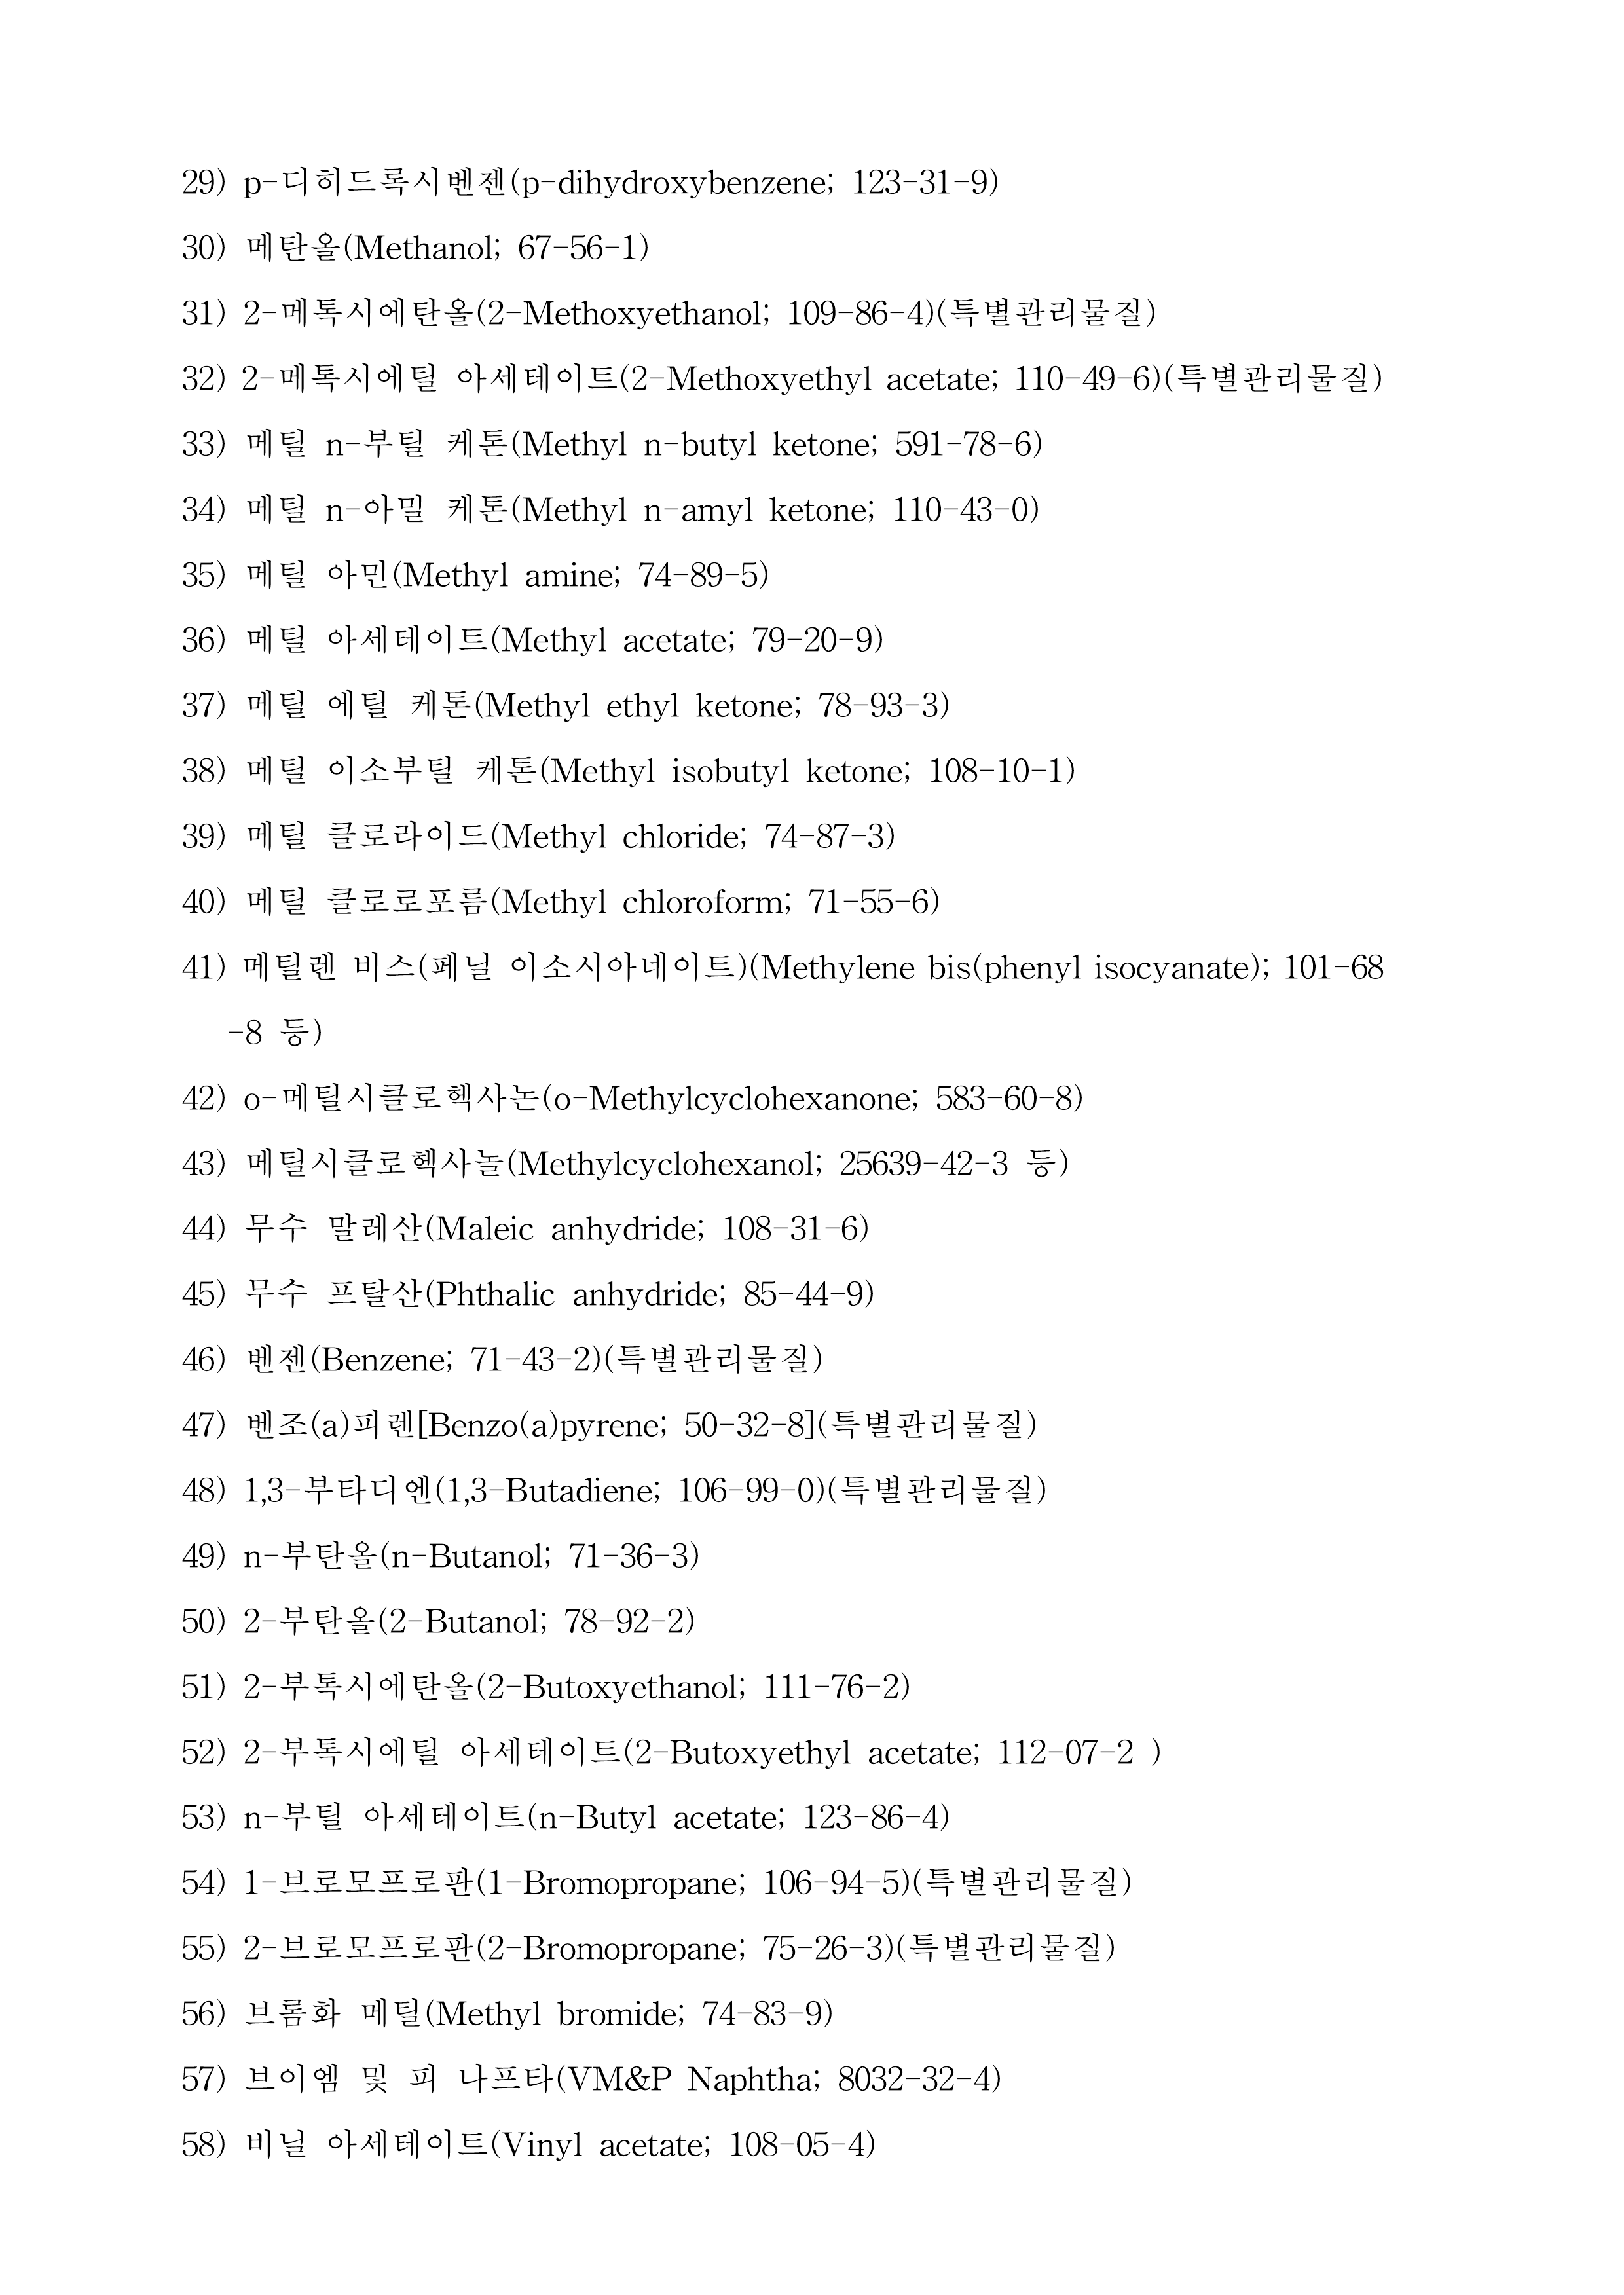 29) p-디히드록시벤젠(p-dihydroxybenzene; 123-31-9)
30) 메탄올(Methanol; 67-56-1)
31) 2-메톡시에탄올(2-Methoxyethanol; 109-86-4)(특별관리물질)
32) 2-메톡시에틸 아세테이트(2-Methoxyethyl acetate; 110-49-6)(특별관리물질)
33) 메틸 n-부틸 케톤(Methyl n-butyl ketone; 591-78-6)
34) 메틸 n-아밀 케톤(Methyl n-amyl ketone; 110-43-0)
35) 메틸 아민(Methyl amine; 74-89-5)
36) 메틸 아세테이트(Methyl acetate; 79-20-9)
37) 메틸 에틸 케톤(Methyl ethyl ketone; 78-93-3)
38) 메틸 이소부틸 케톤(Methyl isobutyl ketone; 108-10-1)
39) 메틸 클로라이드(Methyl chloride; 74-87-3)
40) 메틸 클로로포름(Methyl chloroform; 71-55-6)
41) 메틸렌 비스(페닐 이소시아네이트)(Methylene bis(phenyl isocyanate); 101-68
-8 등)
42) o-메틸시클로헥사논(o-Methylcyclohexanone; 583-60-8)
43) 메틸시클로헥사놀(Methylcyclohexanol; 25639-42-3 등)
44) 무수 말레산(Maleic anhydride; 108-31-6)
45) 무수 프탈산(Phthalic anhydride; 85-44-9)
46) 벤젠(Benzene; 71-43-2)(특별관리물질)
47) 벤조(a)피렌[Benzo(a)pyrene; 50-32-8](특별관리물질)
48) 1,3-부타디엔(1,3-Butadiene; 106-99-0)(특별관리물질)
49) n-부탄올(n-Butanol; 71-36-3)
50) 2-부탄올(2-Butanol; 78-92-2)
51) 2-부톡시에탄올(2-Butoxyethanol; 111-76-2)
52) 2-부톡시에틸 아세테이트(2-Butoxyethyl acetate; 112-07-2 )
53) n-부틸 아세테이트(n-Butyl acetate; 123-86-4)
54) 1-브로모프로판(1-Bromopropane; 106-94-5)(특별관리물질)
55) 2-브로모프로판(2-Bromopropane; 75-26-3)(특별관리물질)
56) 브롬화 메틸(Methyl bromide; 74-83-9)
57) 브이엠 및 피 나프타(VM&P Naphtha; 8032-32-4)
58) 비닐 아세테이트(Vinyl acetate; 108-05-4)